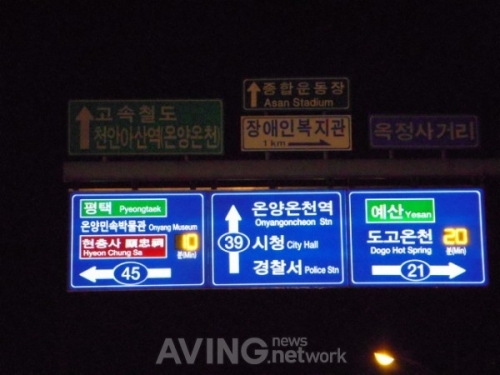 고속철도
천안아산역(온양온천)
종합운동장
Asan Stadium
장애인복지관
1 km
옥정사거리
평택 Pyeongtaek
온양민속박물관 Onyang Museum
현충사 顯忠祠
Hyeon Chung Sa
10
분(Min)
45
온양온천역
Onyangoncheon Stn
39
시청 City Hall
경찰서 Police Stn
예산 Yesan
도고온천
Dogo Hot Spring
20
분(Min)
21
AVING news
.network